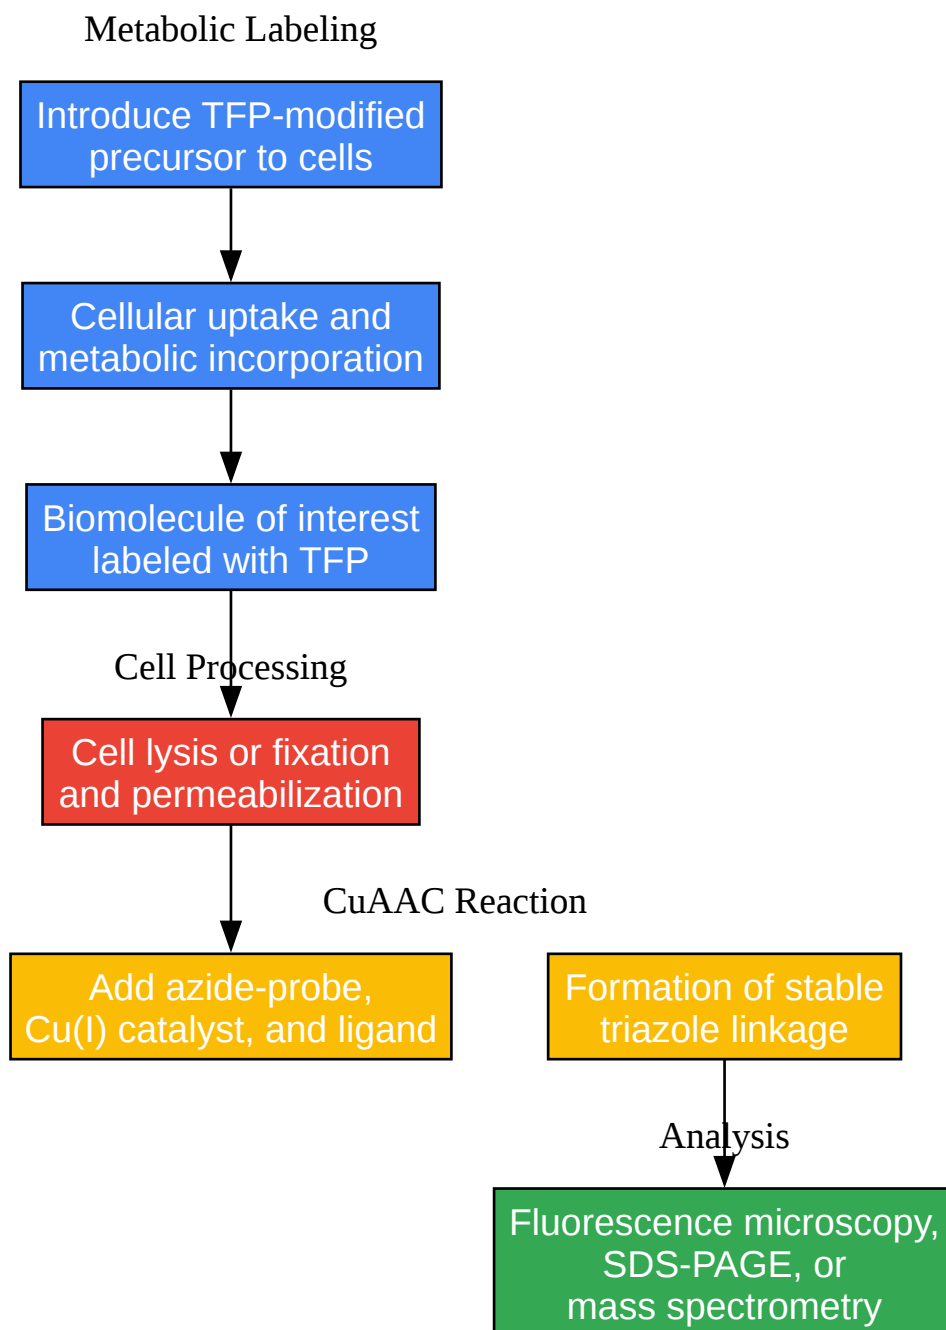 Metabolic Labeling
Introduce TFP-modified
precursor to cells
Cellular uptake and
metabolic incorporation
Biomolecule of interest
labeled with TFP
Cell Processing
Cell lysis or fixation
and permeabilization
CuAAC Reaction
Add azide-probe,
Cu(I) catalyst, and ligand
Formation of stable
triazole linkage
Analysis
Fluorescence microscopy,
SDS-PAGE, or
mass spectrometry